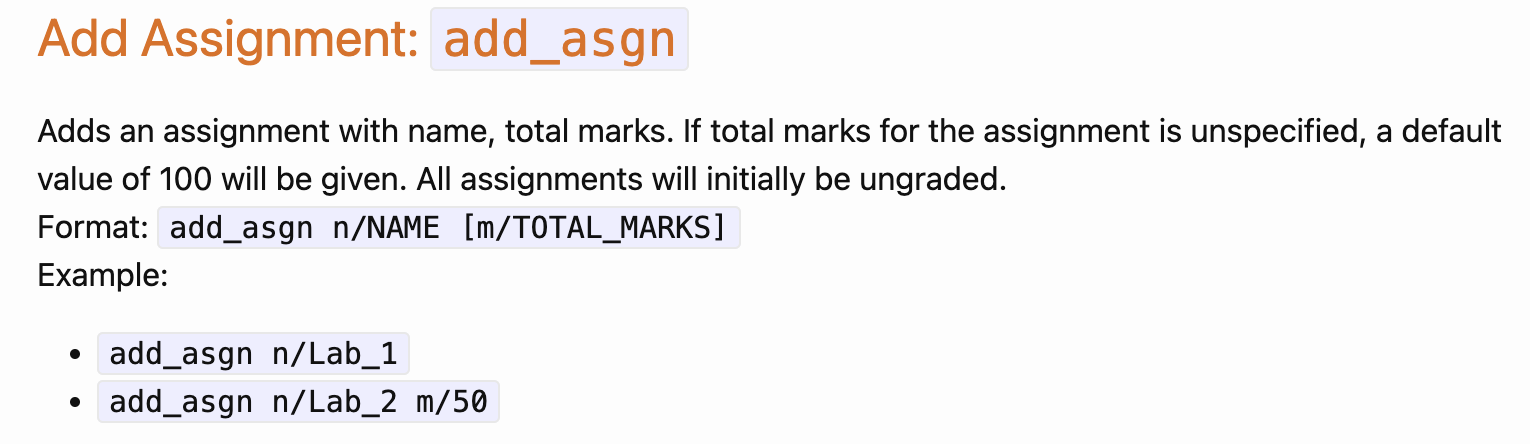 Add Assignment: add_asgn
Adds an assignment with name, total marks. If total marks for the assignment is unspecified, a default
value of 100 will be given. All assignments will initially be ungraded.
Format: add_asgn n/NAME [m/TOTAL_MARKS]
Example:
• add_asgn n/Lab_1
• add_asgn n/Lab_2 m/50